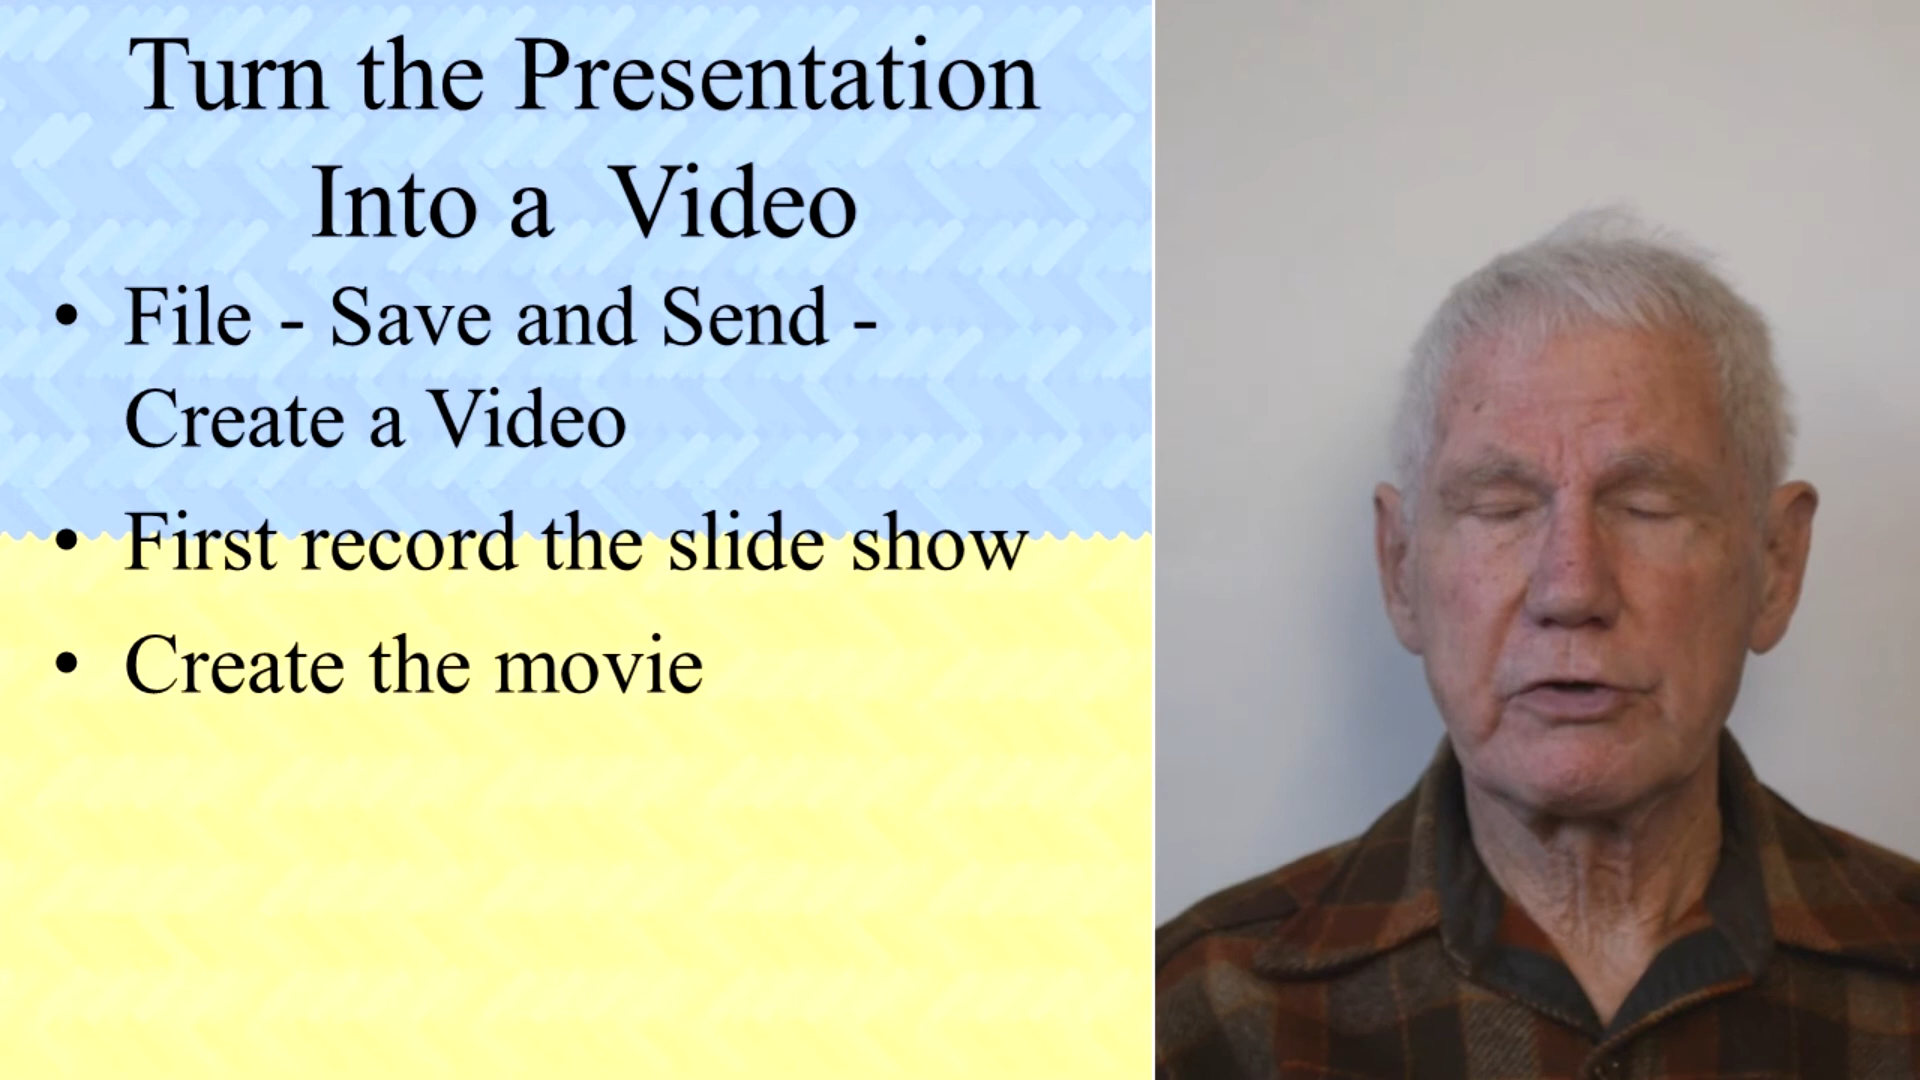 Turn the Presentation
Into a  Video
• File - Save and Send -
Create a Video
• First record the slide show
• Create the movie